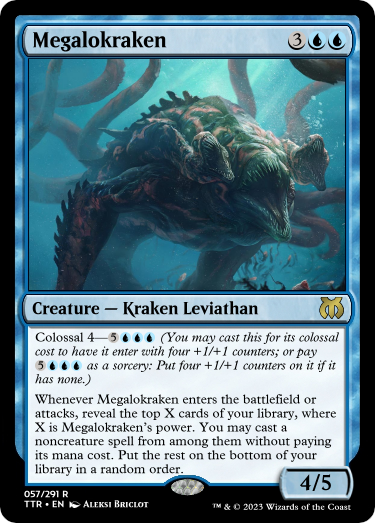 Megalokraken 3UU
Creature — Kraken Leviathan
Colossal 4—5UUU (You may cast this for its colossal
cost to have it enter with four +1/+1 counters; or pay
5UUU as a sorcery: Put four +1/+1 counters on it if it
has none.)
Whenever Megalokraken enters the battlefield or
attacks, reveal the top X cards of your library, where
X is Megalokraken's power. You may cast a
noncreature spell from among them without paying
its mana cost. Put the rest on the bottom of your
library in a random order.
4/5
057/291 R
TTR • EN Aleksi Briclot
™ & © 2023 Wizards of the Coast